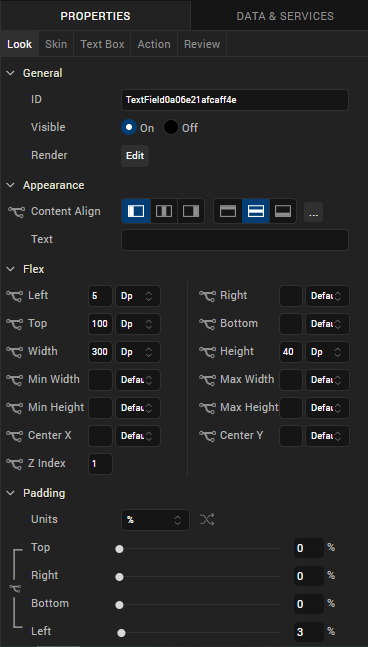 PROPERTIES DATA & SERVICES
Look Skin Text Box Action Review
General
ID TextField0a06e21afcaff4e
Visible On Off
Render Edit
Appearance
Content Align ...
Text
Flex
Left 5 Dp Right Defau
Top 100 Dp Bottom Defau
Width 300 Dp Height 40 Dp
Min Width Defau Max Width Defau
Min Height Defau Max Height Defau
Center X Defau Center Y Defau
Z Index 1
Padding
Units %
Top 0 %
Right 0 %
Bottom 0 %
Left 3 %